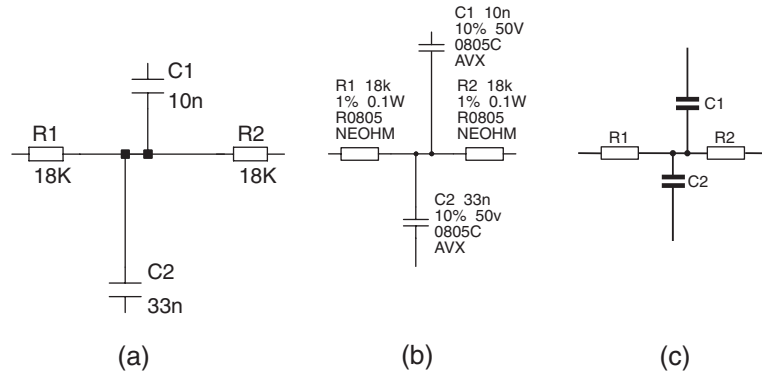 C1
10n
R1
18K
R2
18K
C2
33n
(a)
C1 10n
10% 50V
0805C
AVX
R1 18k
1% 0.1W
R0805
NEOHM
R2 18k
1% 0.1W
R0805
NEOHM
C2 33n
10% 50v
0805C
AVX
(b)
C1
R1
R2
C2
(c)